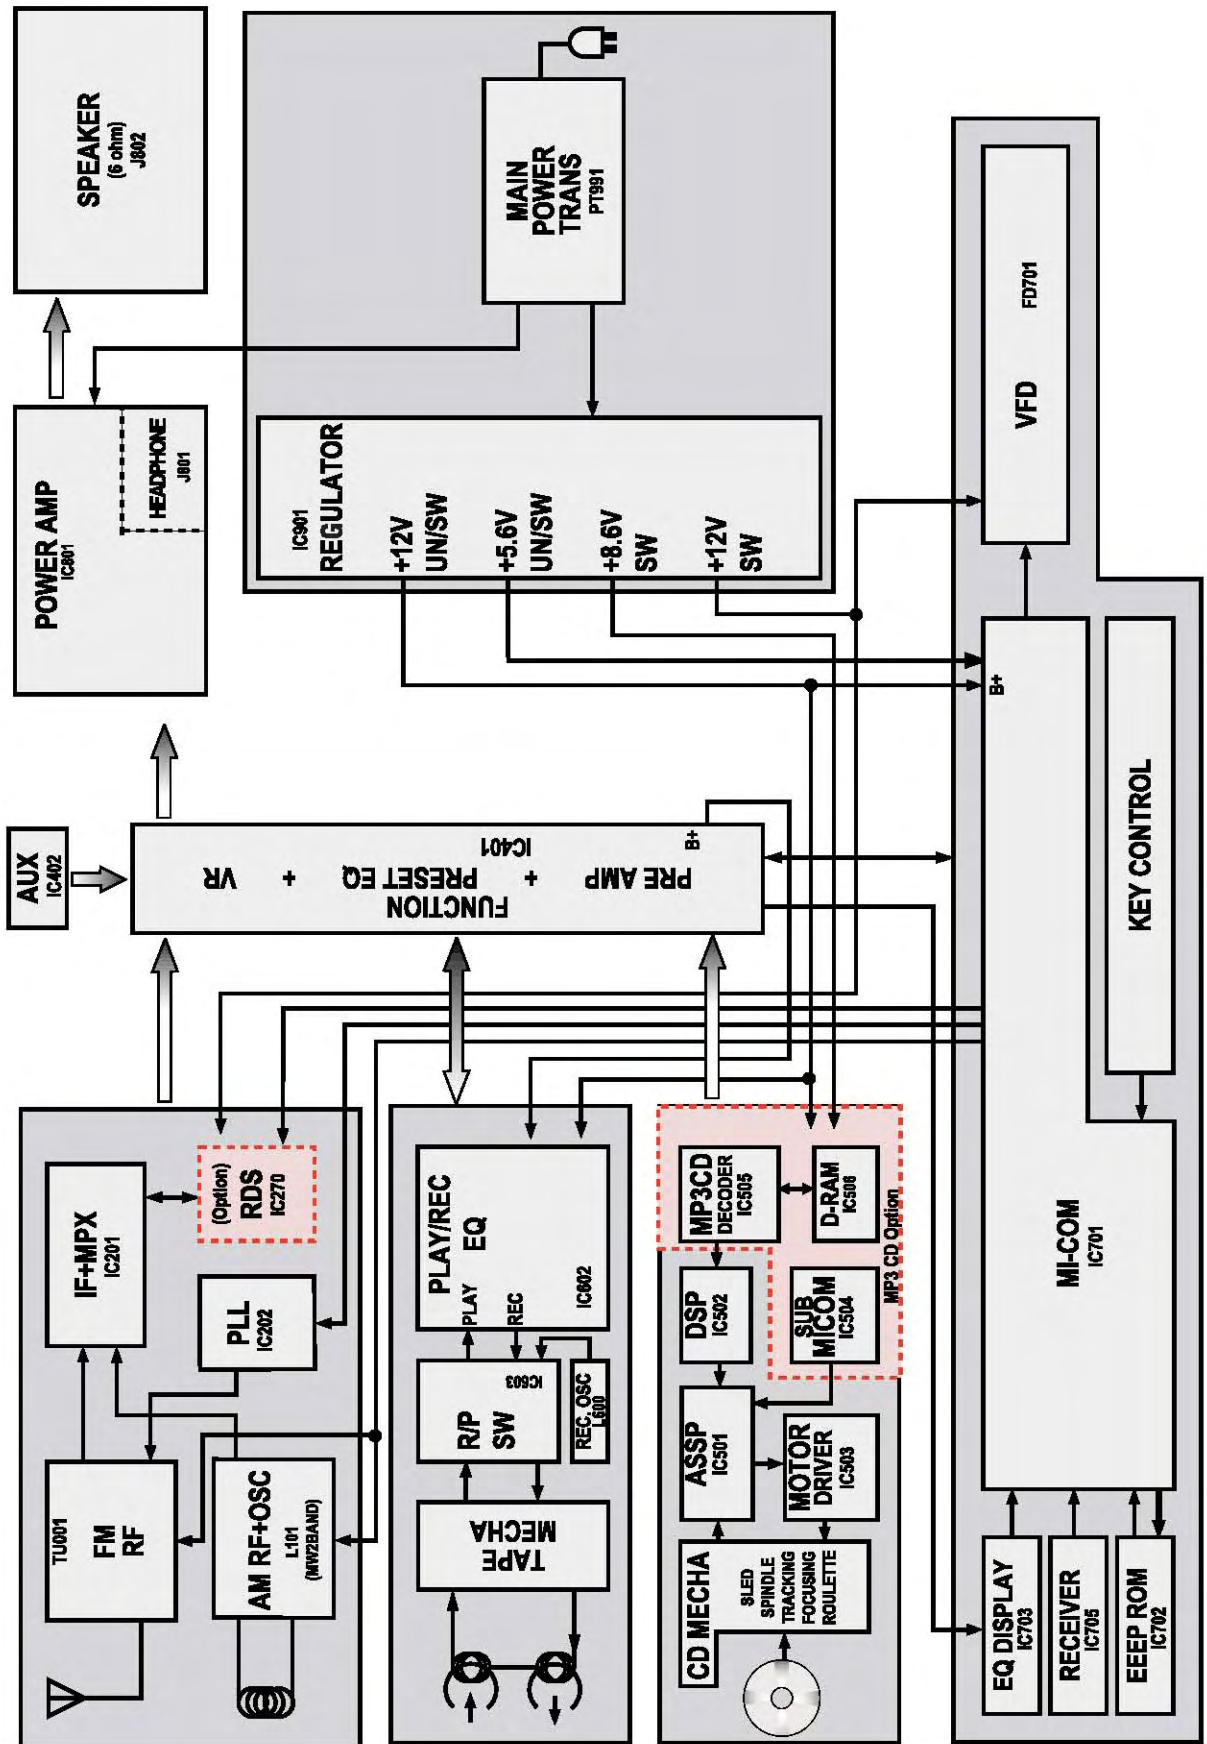 SPEAKER
(6 ohm)
J802
POWER AMP
IC801
HEADPHONE
J801
MAIN
POWER
TRANS
PT991
IC901
REGULATOR
+12V
UN/SW
+5.6V
UN/SW
+8.6V
SW
+12V
SW
AUX
IC402
FUNCTION
PRE AMP + PRESET EQ + VR
IC401
B+
IF+MPX
IC201
(Option)
RDS
IC270
PLL
IC202
TU001
FM
RF
AM RF+OSC
L101
(MW2BAND)
PLAY/REC
EQ
IC602
PLAY
REC
R/P
SW
IC603
REC. OSC
L600
TAPE
MECHA
MP3CD
DECODER
IC505
D-RAM
IC506
MP3 CD Option
DSP
IC502
SUB
MICOM
IC504
ASSP
IC501
MOTOR
DRIVER
IC503
CD MECHA
SLED
SPINDLE
TRACKING
FOCUSING
ROULETTE
VFD
FD701
B+
MI-COM
IC701
KEY CONTROL
EQ DISPLAY
IC703
RECEIVER
IC705
EEEP ROM
IC702